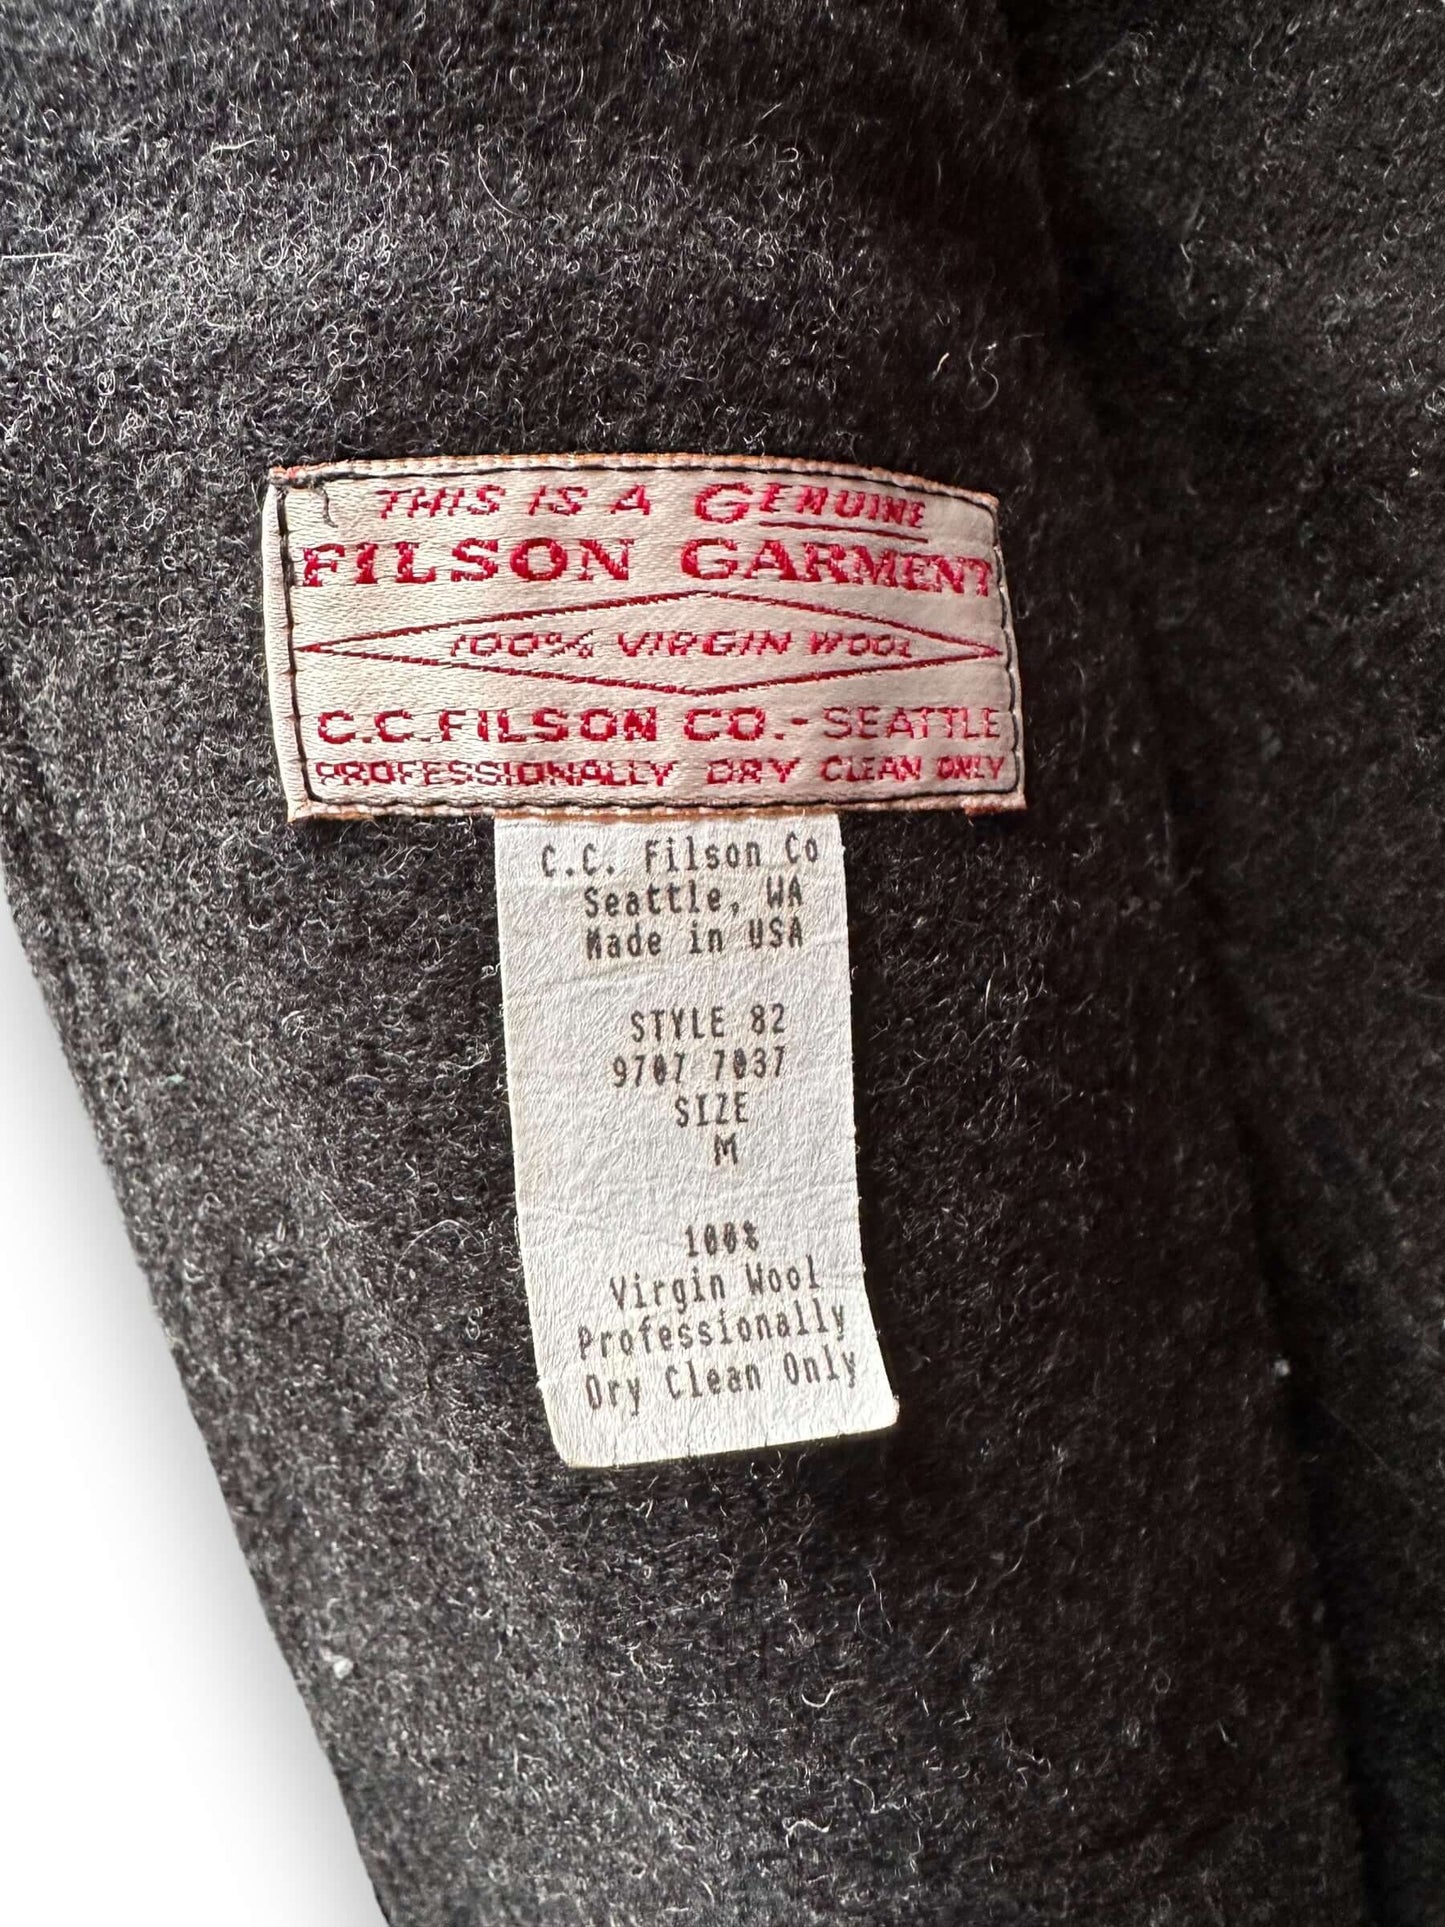 THIS IS A GENUINE
FILSON GARMENT
100% VIRGIN WOOL
C.C. FILSON CO.-SEATTLE
PROFESSIONALLY DRY CLEAN ONLY
C.C. Filson Co
Seattle, WA
Made in USA
STYLE 82
9707 7037
SIZE
M
100%
Virgin Wool
Professionally
Dry Clean Only